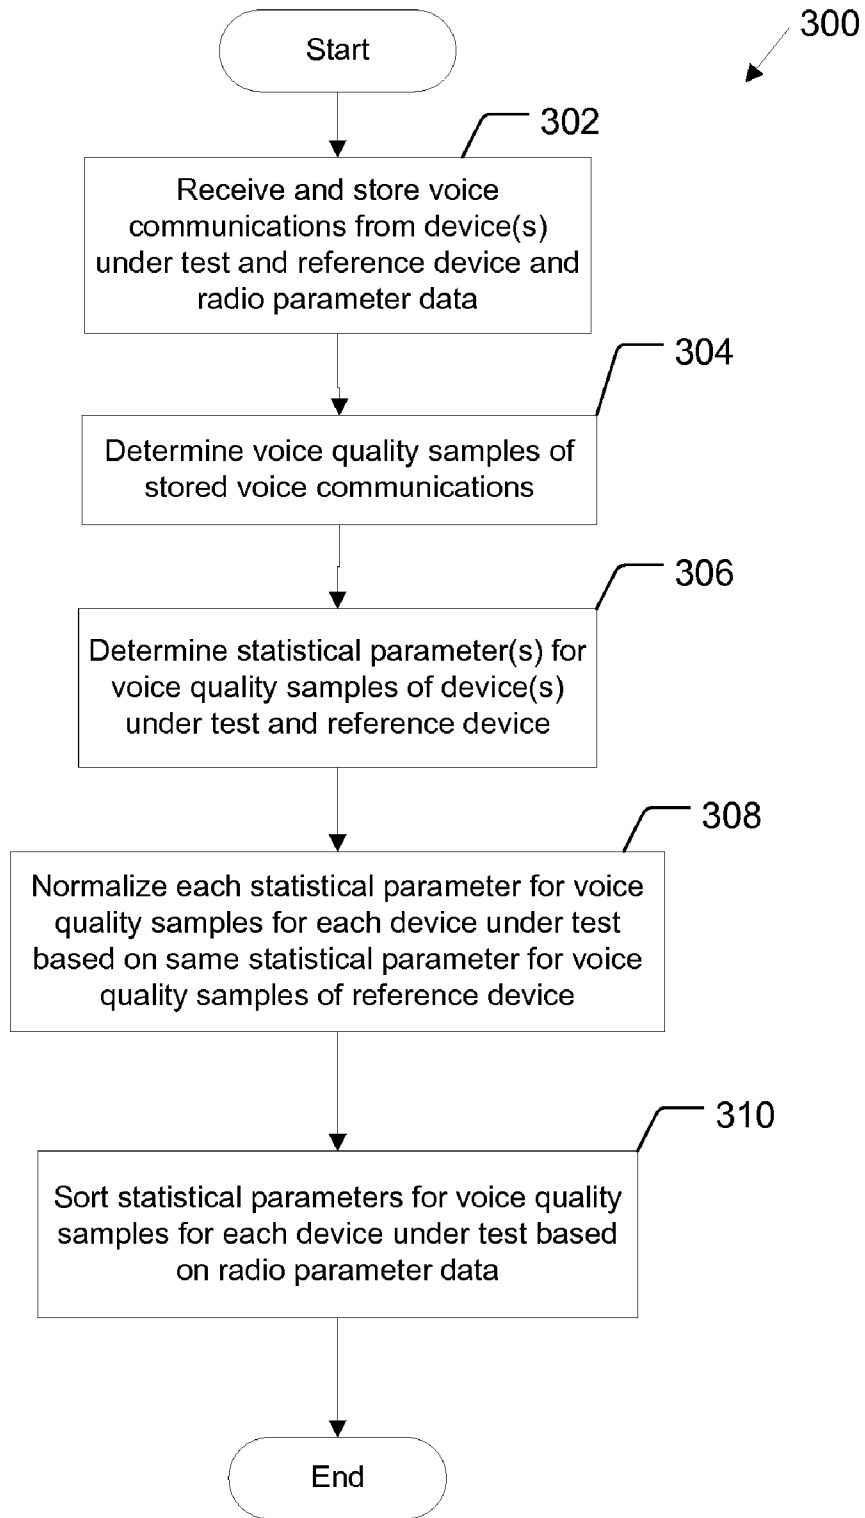 300
Start
302
Receive and store voice
communications from device(s)
under test and reference device and
radio parameter data
304
Determine voice quality samples of
stored voice communications
306
Determine statistical parameter(s) for
voice quality samples of device(s)
under test and reference device
308
Normalize each statistical parameter for voice
quality samples for each device under test
based on same statistical parameter for voice
quality samples of reference device
310
Sort statistical parameters for voice quality
samples for each device under test based
on radio parameter data
End